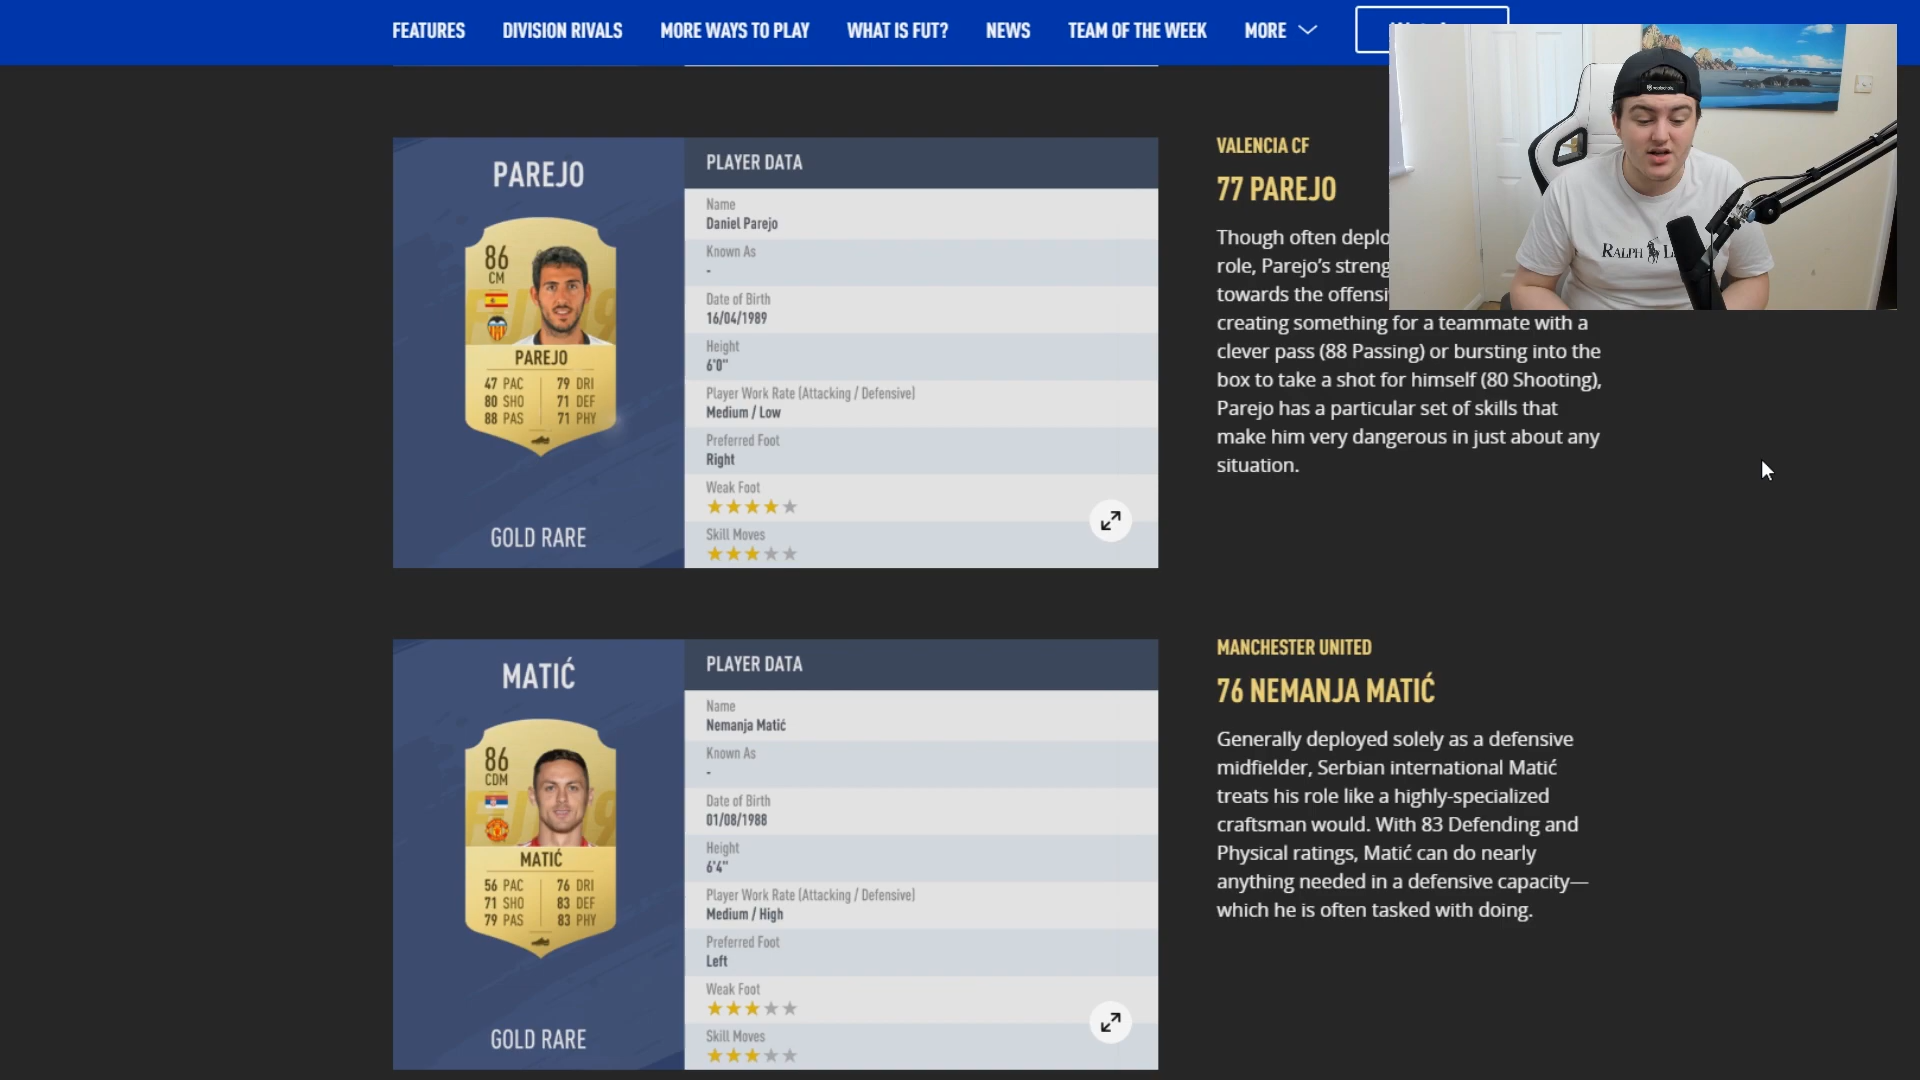 FEATURES
DIVISION RIVALS
MORE WAYS TO PLAY
WHAT IS FUT?
NEWS
TEAM OF THE WEEK
MORE
PAREJO
86
CM
PAREJO
47 PAC
79 DRI
80 SHO
71 DEF
88 PAS
71 PHY
GOLD RARE
PLAYER DATA
Name
Daniel Parejo
Known As
-
Date of Birth
16/04/1989
Height
6'0"
Player Work Rate (Attacking / Defensive)
Medium / Low
Preferred Foot
Right
Weak Foot
Skill Moves
VALENCIA CF
77 PAREJO
Though often deplo
role, Parejo’s streng
towards the offensi
creating something for a teammate with a
clever pass (88 Passing) or bursting into the
box to take a shot for himself (80 Shooting),
Parejo has a particular set of skills that
make him very dangerous in just about any
situation.
RALPH L
MATIĆ
86
CDM
MATIĆ
56 PAC
76 DRI
71 SHO
83 DEF
79 PAS
83 PHY
GOLD RARE
PLAYER DATA
Name
Nemanja Matić
Known As
-
Date of Birth
01/08/1988
Height
6'4"
Player Work Rate (Attacking / Defensive)
Medium / High
Preferred Foot
Left
Weak Foot
Skill Moves
MANCHESTER UNITED
76 NEMANJA MATIĆ
Generally deployed solely as a defensive
midfielder, Serbian international Matić
treats his role like a highly-specialized
craftsman would. With 83 Defending and
Physical ratings, Matić can do nearly
anything needed in a defensive capacity—
which he is often tasked with doing.